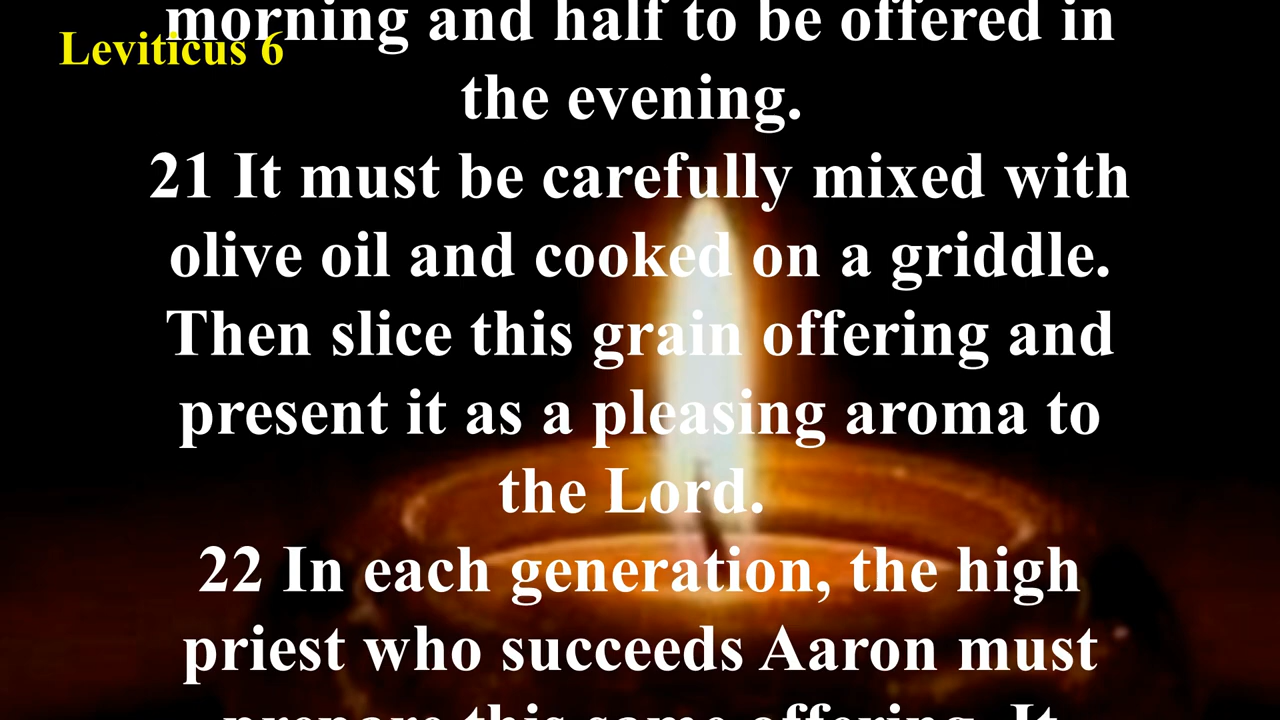 Leviticus 6
morning and half to be offered in
the evening.
21 It must be carefully mixed with
olive oil and cooked on a griddle.
Then slice this grain offering and
present it as a pleasing aroma to
the Lord.
22 In each generation, the high
priest who succeeds Aaron must
prepare this same offering. It